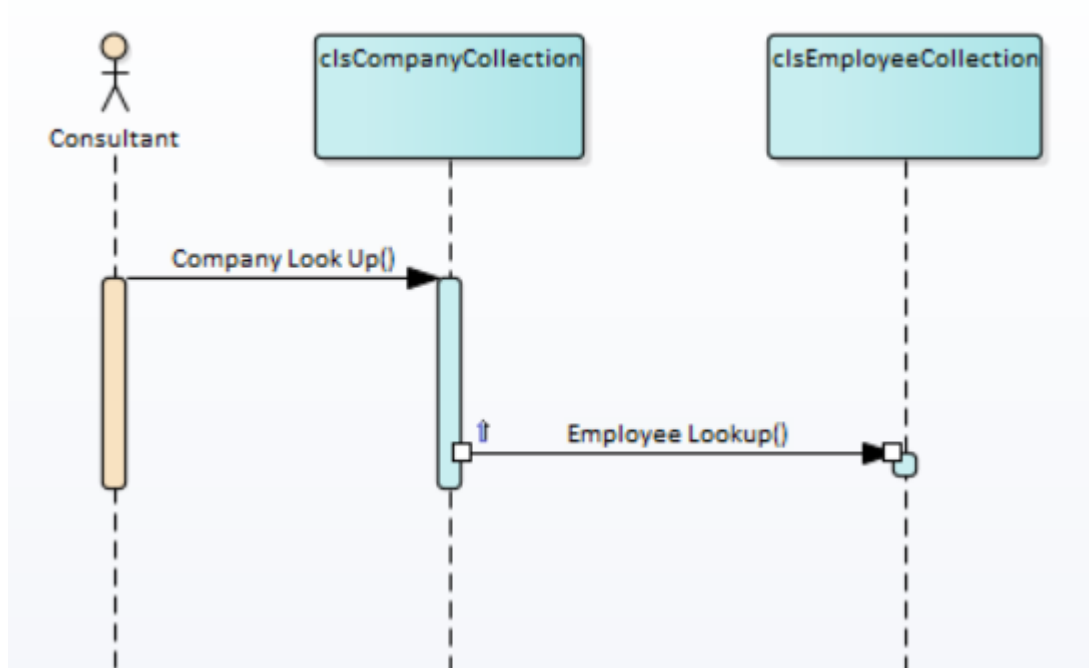 clsCompanyCollection
clsEmployeeCollection
Consultant
Company Look Up()
Employee Lookup()